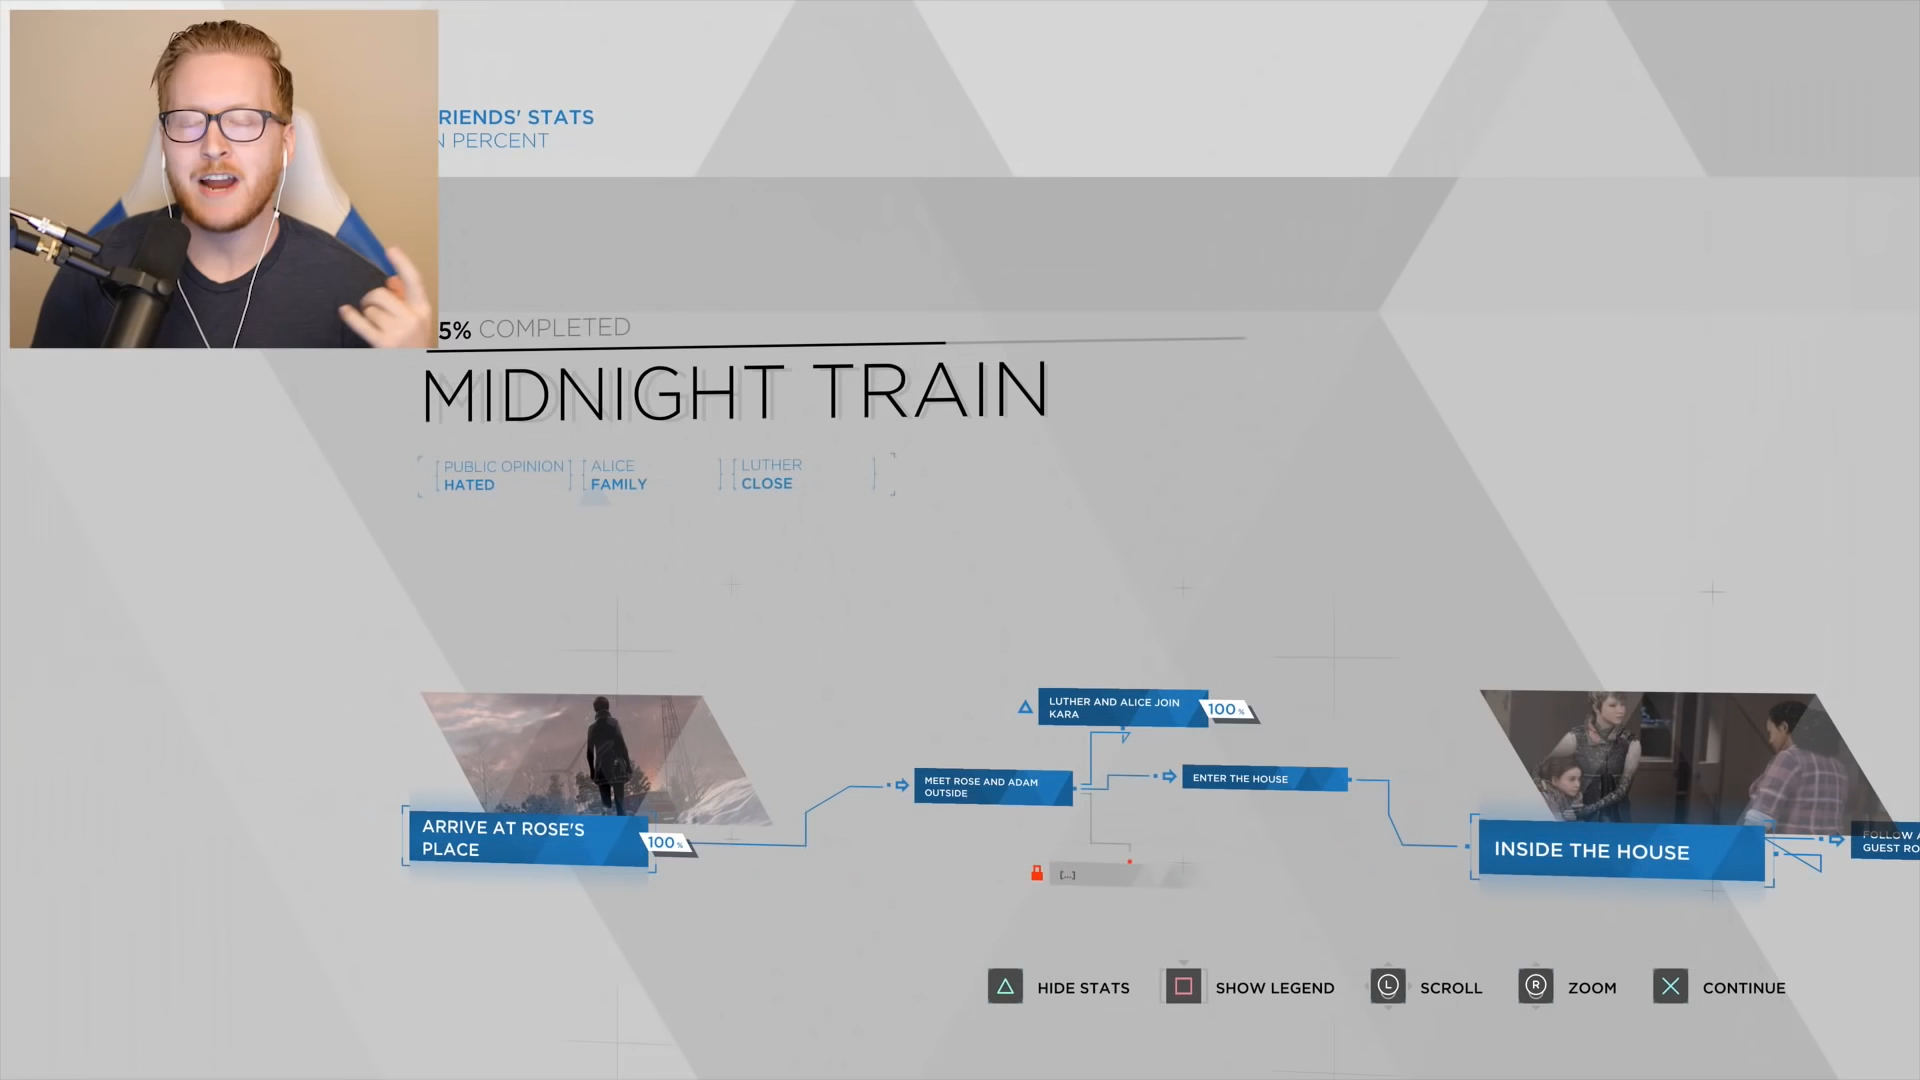 RIENDS' STATS
N PERCENT
5% COMPLETED
MIDNIGHT TRAIN
PUBLIC OPINION
HATED
ALICE
FAMILY
LUTHER
CLOSE
LUTHER AND ALICE JOIN
KARA
100%
MEET ROSE AND ADAM
OUTSIDE
ENTER THE HOUSE
ARRIVE AT ROSE'S
PLACE
100%
[...]
INSIDE THE HOUSE
FOLLOW A
GUEST RO
HIDE STATS
SHOW LEGEND
L
SCROLL
R
ZOOM
CONTINUE